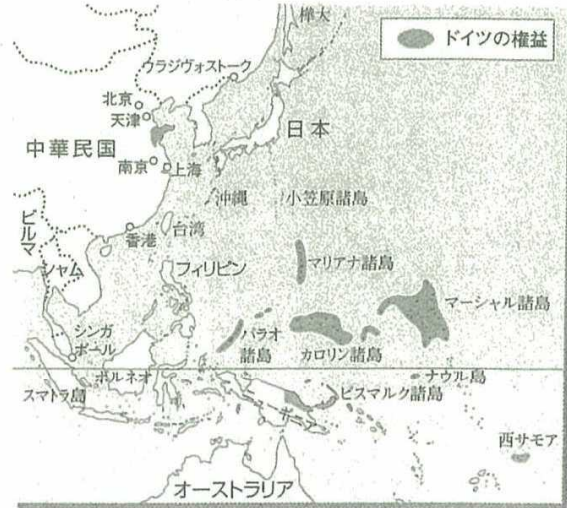 樺太
ドイツの権益
ウラジヴォストーク
北京
天津
日本
中華民国
南京
上海
沖縄
小笠原諸島
ビルマ
香港
台湾
シャム
フィリピン
マリアナ諸島
マーシャル諸島
シンガ
ポール
パラオ
諸島
カロリン諸島
ボルネオ
ナウル島
スマトラ島
ビスマルク諸島
西サモア
オーストラリア